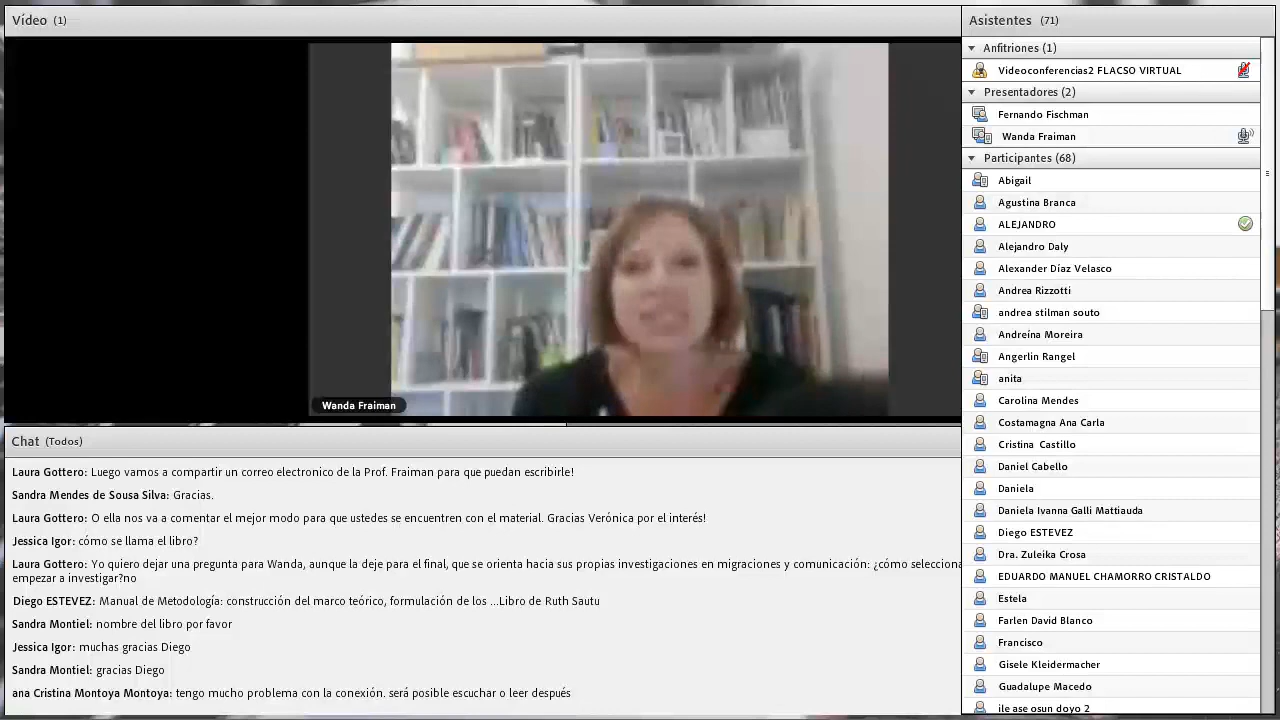 Vídeo (1)
Wanda Fraiman
Chat (Todos)
Laura Gottero: Luego vamos a compartir un correo electronico de la Prof. Fraiman para que puedan escribirle!
Sandra Mendes de Sousa Silva: Gracias.
Laura Gottero: O ella nos va a comentar el mejor modo para que ustedes se encuentren con el material. Gracias Verónica por el interés!
Jessica Igor: cómo se llama el libro?
Laura Gottero: Yo quiero dejar una pregunta para Wanda, aunque la deje para el final, que se orienta hacia sus propias investigaciones en migraciones y comunicación: ¿cómo selecciona
empezar a investigar?no
Diego ESTEVEZ: Manual de Metodología: construcción del marco teórico, formulación de los ...Libro de Ruth Sautu
Sandra Montiel: nombre del libro por favor
Jessica Igor: muchas gracias Diego
Sandra Montiel: gracias Diego
ana Cristina Montoya Montoya: tengo mucho problema con la conexión. será posible escuchar o leer después
Asistentes (71)
Anfitriones (1)
Videoconferencias2 FLACSO VIRTUAL
Presentadores (2)
Fernando Fischman
Wanda Fraiman
Participantes (68)
Abigail
Agustina Branca
ALEJANDRO
Alejandro Daly
Alexander Díaz Velasco
Andrea Rizzotti
andrea stilman souto
Andreína Moreira
Angerlin Rangel
anita
Carolina Mendes
Costamagna Ana Carla
Cristina Castillo
Daniel Cabello
Daniela
Daniela Ivanna Galli Mattiauda
Diego ESTEVEZ
Dra. Zuleika Crosa
EDUARDO MANUEL CHAMORRO CRISTALDO
Estela
Farlen David Blanco
Francisco
Gisele Kleidermacher
Guadalupe Macedo
ile ase osun doyo 2